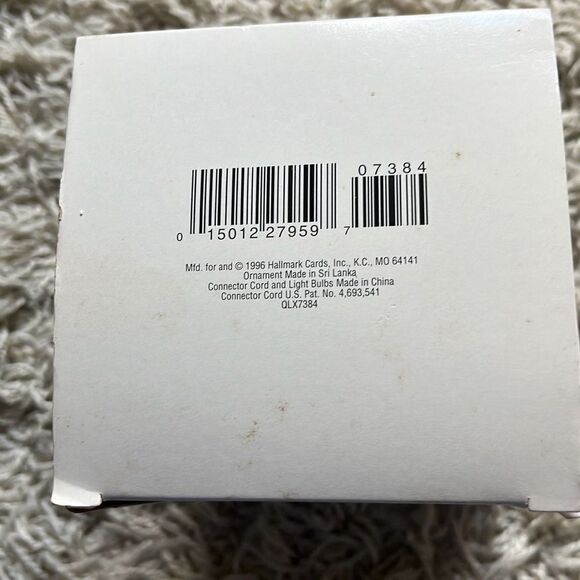 07384
0 15012 27959 7
Mfd. for and © 1996 Hallmark Cards, Inc., K.C., MO 64141
Ornament Made in Sri Lanka
Connector Cord and Light Bulbs Made in China
Connector Cord U.S. Pat. No. 4,693,541
QLX7384